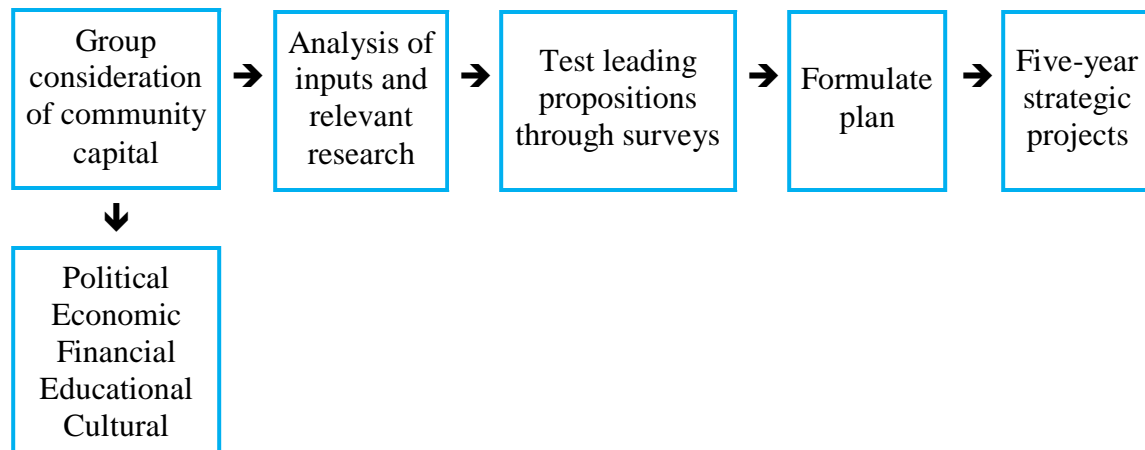 Group
consideration
of community
capital
Analysis of
inputs and
relevant
research
Test leading
propositions
through surveys
Formulate
plan
Five-year
strategic
projects
Political
Economic
Financial
Educational
Cultural